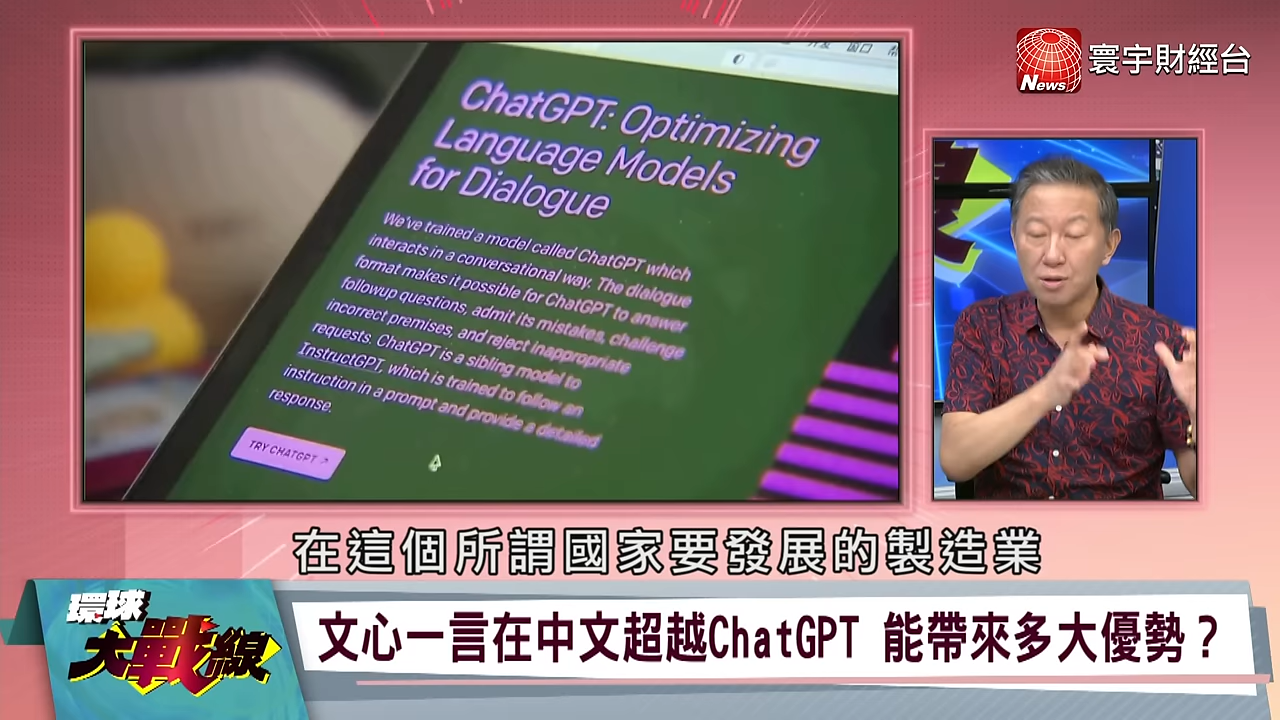 News
寰宇財經台
ChatGPT: Optimizing
Language Models
for Dialogue
We've trained a model called ChatGPT which
interacts in a conversational way. The dialogue
format makes it possible for ChatGPT to answer
followup questions, admit its mistakes, challenge
incorrect premises, and reject inappropriate
requests. ChatGPT is a sibling model to
InstructGPT, which is trained to follow an
instruction in a prompt and provide a detailed
response.
TRY CHATGPT ↗
在這個所謂國家要發展的製造業
環球
大戰線
文心一言在中文超越ChatGPT 能帶來多大優勢？